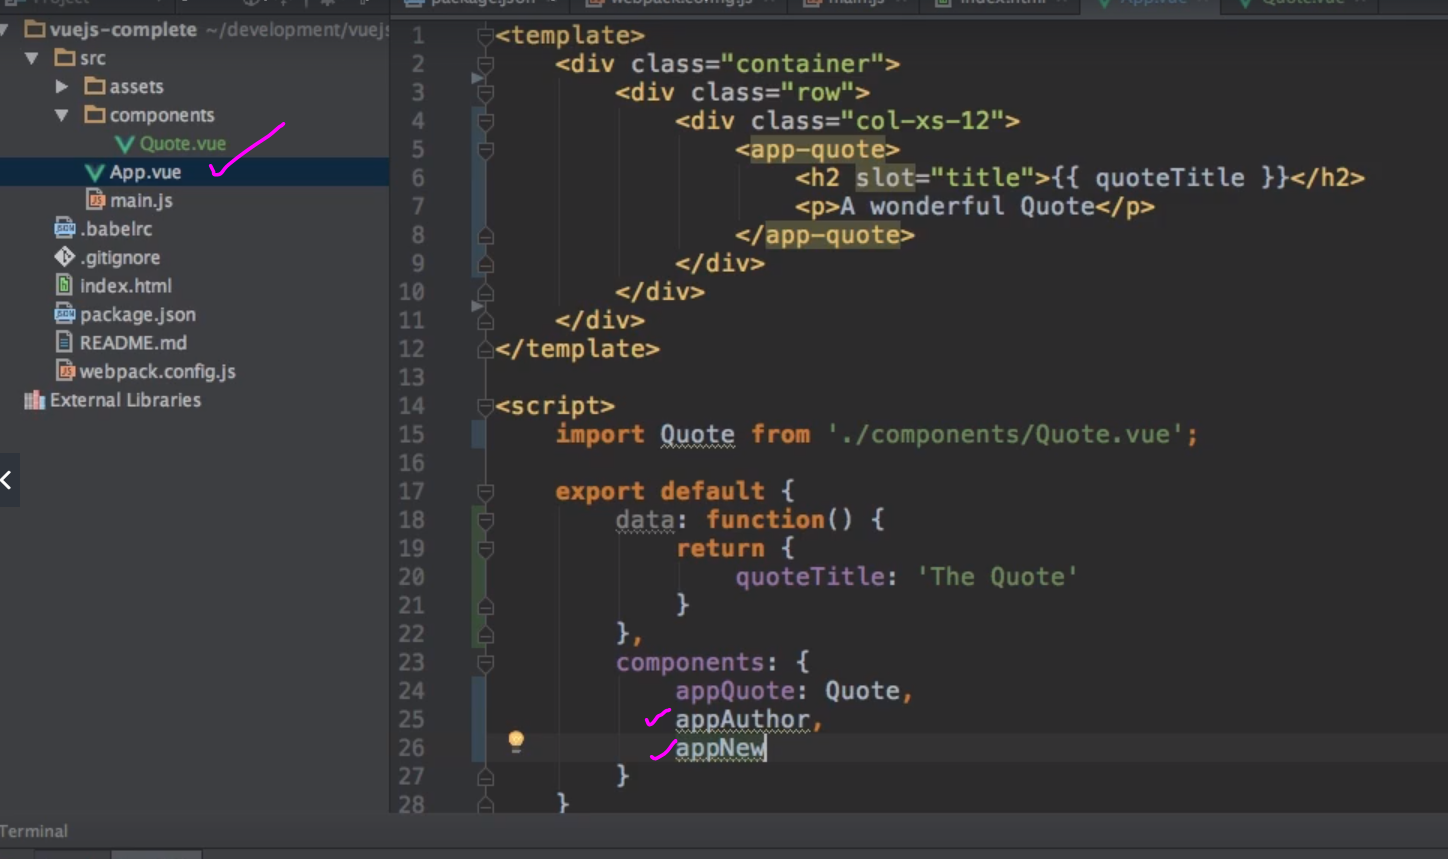 Project
package.json
webpack.config.js
main.js
index.html
App.vue
Quote.vue
vuejs-complete ~/development/vuejs
src
assets
components
Quote.vue
App.vue
main.js
.babelrc
.gitignore
index.html
package.json
README.md
webpack.config.js
External Libraries
1 <template>
2 <div class="container">
3 <div class="row">
4 <div class="col-xs-12">
5 <app-quote>
6 <h2 slot="title">{{ quoteTitle }}</h2>
7 <p>A wonderful Quote</p>
8 </app-quote>
9 </div>
10 </div>
11 </div>
12 </template>
13
14 <script>
15 import Quote from './components/Quote.vue';
16
17 export default {
18 data: function() {
19 return {
20 quoteTitle: 'The Quote'
21 }
22 },
23 components: {
24 appQuote: Quote,
25 appAuthor,
26 appNew
27 }
28 }
Terminal